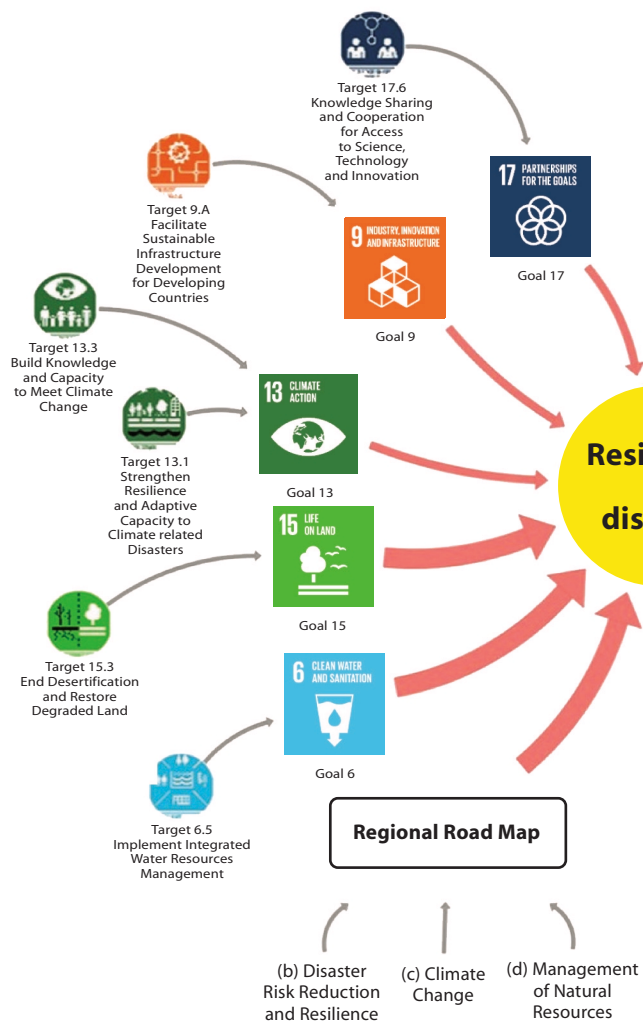 Target 17.6
Knowledge Sharing
and Cooperation
for Access
to Science,
Technology
and Innovation
17 PARTNERSHIPS
FOR THE GOALS
Goal 17
Target 9.A
Facilitate
Sustainable
Infrastructure
Development
for Developing
Countries
9 INDUSTRY, INNOVATION
AND INFRASTRUCTURE
Goal 9
Target 13.3
Build Knowledge
and Capacity
to Meet Climate
Change
13 CLIMATE
ACTION
Goal 13
Target 13.1
Strengthen
Resilience
and Adaptive
Capacity to
Climate related
Disasters
Resi
dis
15 LIFE
ON LAND
Goal 15
Target 15.3
End Desertification
and Restore
Degraded Land
6 CLEAN WATER
AND SANITATION
Goal 6
Target 6.5
Implement Integrated
Water Resources
Management
Regional Road Map
(b) Disaster
Risk Reduction
and Resilience
(c) Climate
Change
(d) Management
of Natural
Resources